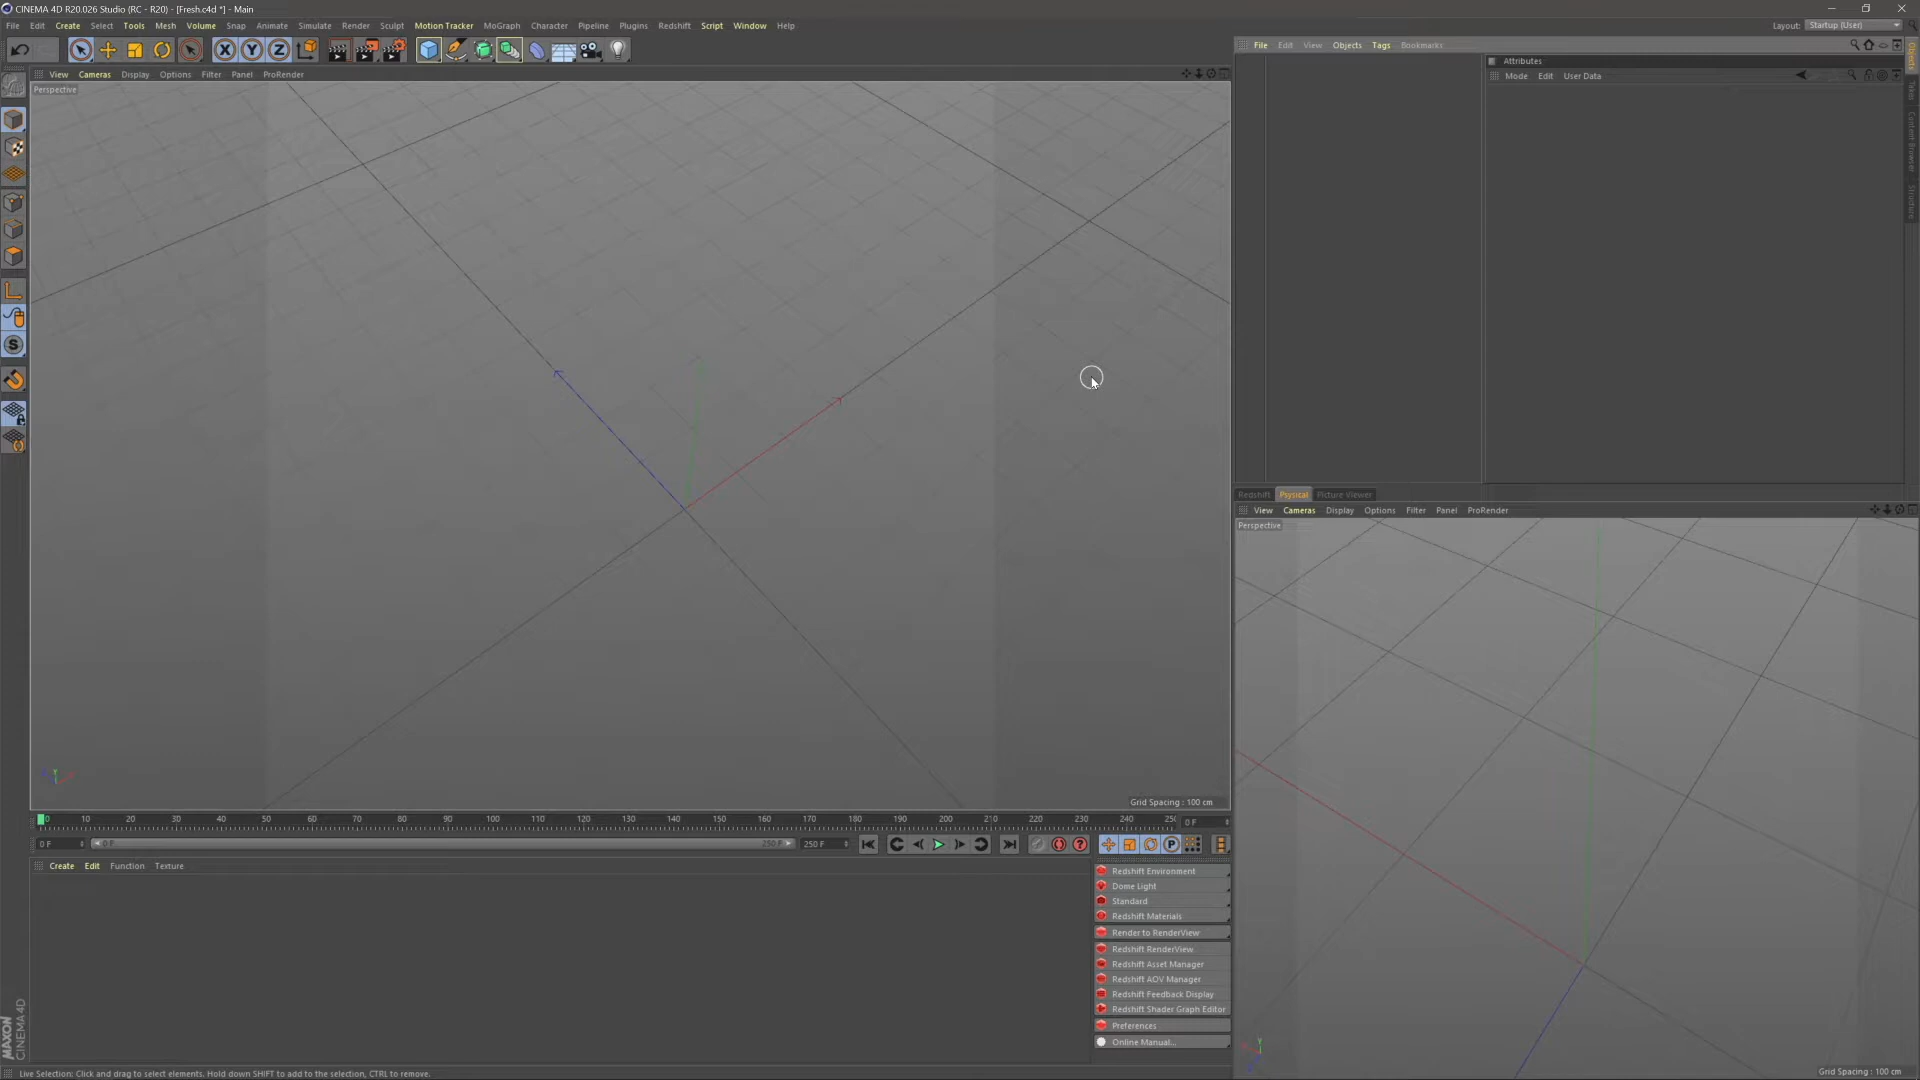 CINEMA 4D R20.026 Studio (RC - R20) - [Fresh.c4d *] - Main
File Edit Create Select Tools Mesh Volume Snap Animate Simulate Render Sculpt Motion Tracker MoGraph Character Pipeline Plugins Redshift Script Window Help
Layout: Startup (User)
X Y Z
File Edit View Objects Tags Bookmarks
Attributes
Mode Edit User Data
Objects
Takes
Content Browser
Structure
View Cameras Display Options Filter Panel ProRender
Perspective
S
Grid Spacing : 100 cm
Redshift Psyical Picture Viewer
View Cameras Display Options Filter Panel ProRender
Perspective
Grid Spacing : 100 cm
0 10 20 30 40 50 60 70 80 90 100 110 120 130 140 150 160 170 180 190 200 210 220 230 240 250
0 F
0 F 0 F 250 F 250 F
P
Create Edit Function Texture
Redshift Environment
Dome Light
Standard
Redshift Materials
Render to RenderView
Redshift RenderView
Redshift Asset Manager
Redshift AOV Manager
Redshift Feedback Display
Redshift Shader Graph Editor
Preferences
Online Manual...
MAXON
CINEMA 4D
Live Selection: Click and drag to select elements. Hold down SHIFT to add to the selection, CTRL to remove.